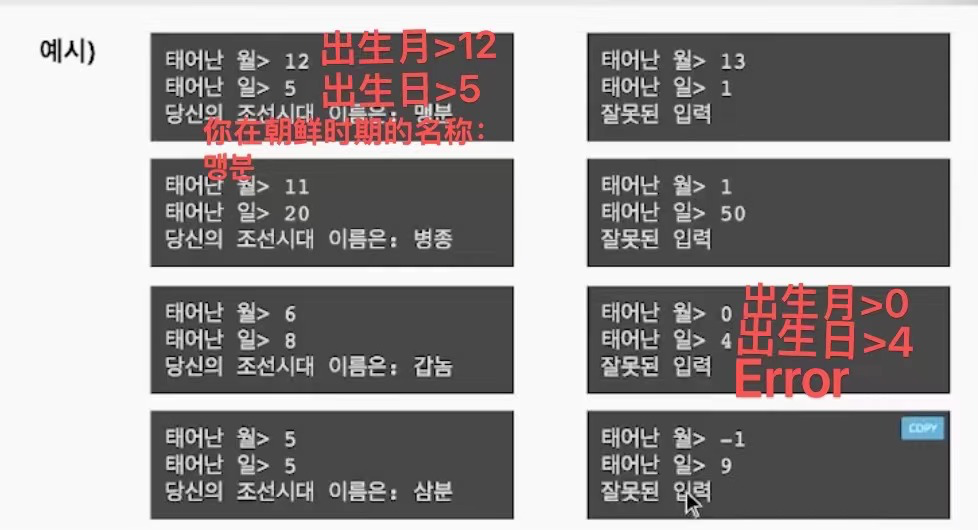 예시)
태어난 월> 12
태어난 일> 5
당신의 조선시대 이름은: 맹분
出生月>12
出生日>5
你在朝鲜时期的名称:
맹분
태어난 월> 11
태어난 일> 20
당신의 조선시대 이름은: 병종
태어난 월> 6
태어난 일> 8
당신의 조선시대 이름은: 갑놈
태어난 월> 5
태어난 일> 5
당신의 조선시대 이름은: 삼분
태어난 월> 13
태어난 일> 1
잘못된 입력
태어난 월> 1
태어난 일> 50
잘못된 입력
태어난 월> 0
태어난 일> 4
잘못된 입력
出生月>0
出生日>4
Error
COPY
태어난 월> -1
태어난 일> 9
잘못된 입력